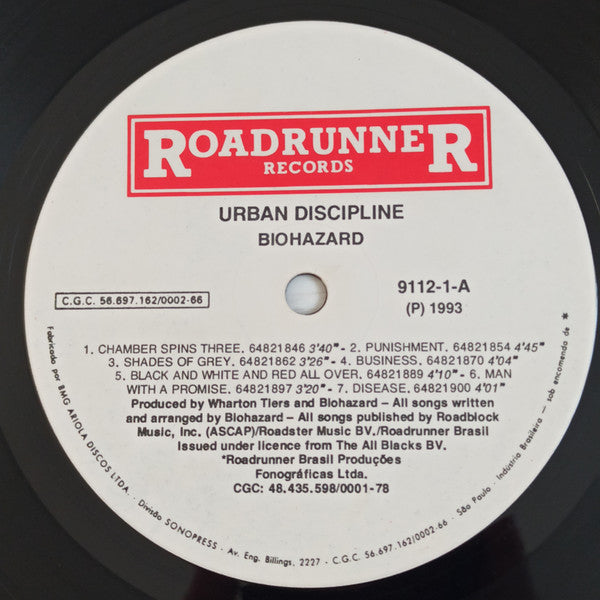 ROADRUNNER
RECORDS
URBAN DISCIPLINE
BIOHAZARD
C.G.C. 56.697.162/0002-66
9112-1-A
(P) 1993
1. CHAMBER SPINS THREE. 64821846 3'40" - 2. PUNISHMENT. 64821854 4'45"
3. SHADES OF GREY. 64821862 3'26" - 4. BUSINESS. 64821870 4'04"
5. BLACK AND WHITE AND RED ALL OVER. 64821889 4'10" - 6. MAN
WITH A PROMISE. 64821897 3'20" - 7. DISEASE. 64821900 4'01"
Produced by Wharton Tiers and Biohazard – All songs written
and arranged by Biohazard – All songs published by Roadblock
Music, Inc. (ASCAP)/Roadster Music BV./Roadrunner Brasil
Issued under licence from The All Blacks BV.
*Roadrunner Brasil Produções
Fonográficas Ltda.
CGC: 48.435.598/0001-78
Fabricado por BMG ARIOLA DISCOS LTDA. - Divisão SONOPRESS - Av. Eng. Billings, 2227 - C.G.C. 56.697.162/0002-66 - São Paulo - Indústria Brasileira - sob encomenda de *